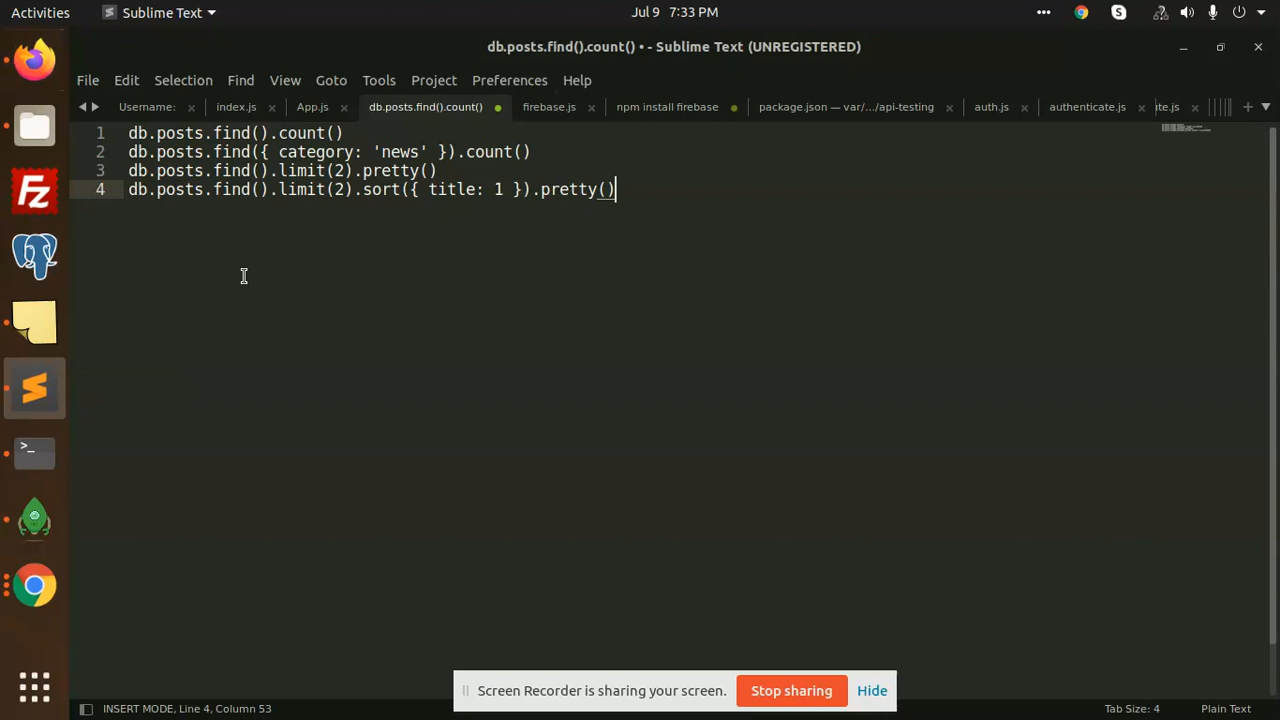 Activities
Sublime Text
Jul 9 7:33 PM
db.posts.find().count() • - Sublime Text (UNREGISTERED)
File Edit Selection Find View Goto Tools Project Preferences Help
Username: index.js App.js db.posts.find().count() firebase.js npm install firebase package.json — var/.../api-testing auth.js authenticate.js ite.js
1 db.posts.find().count()
2 db.posts.find({ category: 'news' }).count()
3 db.posts.find().limit(2).pretty()
4 db.posts.find().limit(2).sort({ title: 1 }).pretty()
Screen Recorder is sharing your screen. Stop sharing Hide
INSERT MODE, Line 4, Column 53 Tab Size: 4 Plain Text